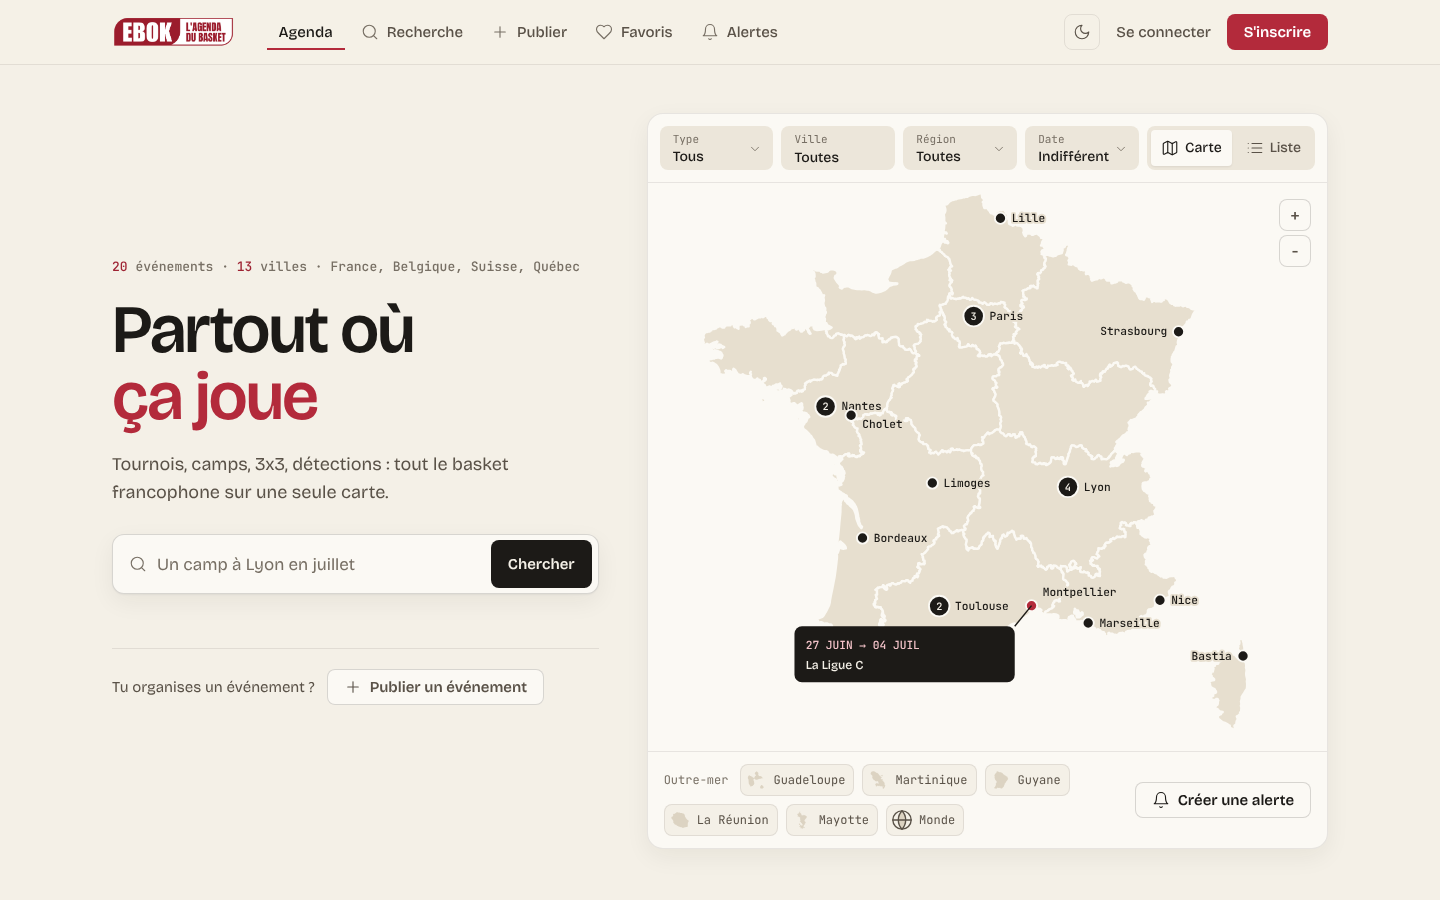 EBOK L'AGENDA DU BASKET
Agenda
Recherche
Publier
Favoris
Alertes
Se connecter
S'inscrire
20 événements · 13 villes · France, Belgique, Suisse, Québec
Partout où
ça joue
Tournois, camps, 3x3, détections : tout le basket
francophone sur une seule carte.
Un camp à Lyon en juillet
Chercher
Tu organises un événement ?
Publier un événement
Type
Tous
Ville
Toutes
Région
Toutes
Date
Indifférent
Carte
Liste
+
-
Lille
3 Paris
Strasbourg
2 Nantes
Cholet
Limoges
4 Lyon
Bordeaux
Montpellier
2 Toulouse
Nice
Marseille
27 JUIN → 04 JUIL
La Ligue C
Bastia
Outre-mer
Guadeloupe
Martinique
Guyane
La Réunion
Mayotte
Monde
Créer une alerte